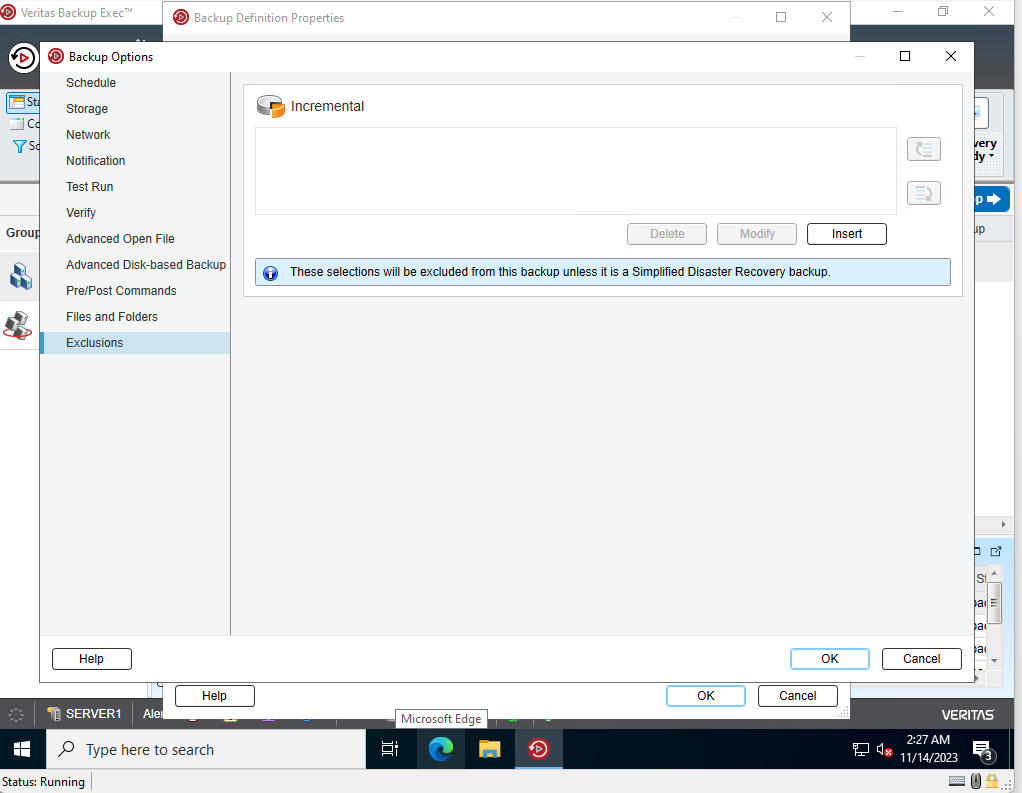 Veritas Backup Exec™
Backup Definition Properties
Backup Options
Schedule
Storage
Network
Notification
Test Run
Verify
Advanced Open File
Advanced Disk-based Backup
Pre/Post Commands
Files and Folders
Exclusions
Incremental
Delete
Modify
Insert
These selections will be excluded from this backup unless it is a Simplified Disaster Recovery backup.
Help
OK
Cancel
Help
OK
Cancel
Sta
Co
So
Group
very
dy
p
up
St
bac
bac
bac
SERVER1
Aler
VERITAS
Microsoft Edge
Type here to search
2:27 AM
11/14/2023
3
Status: Running